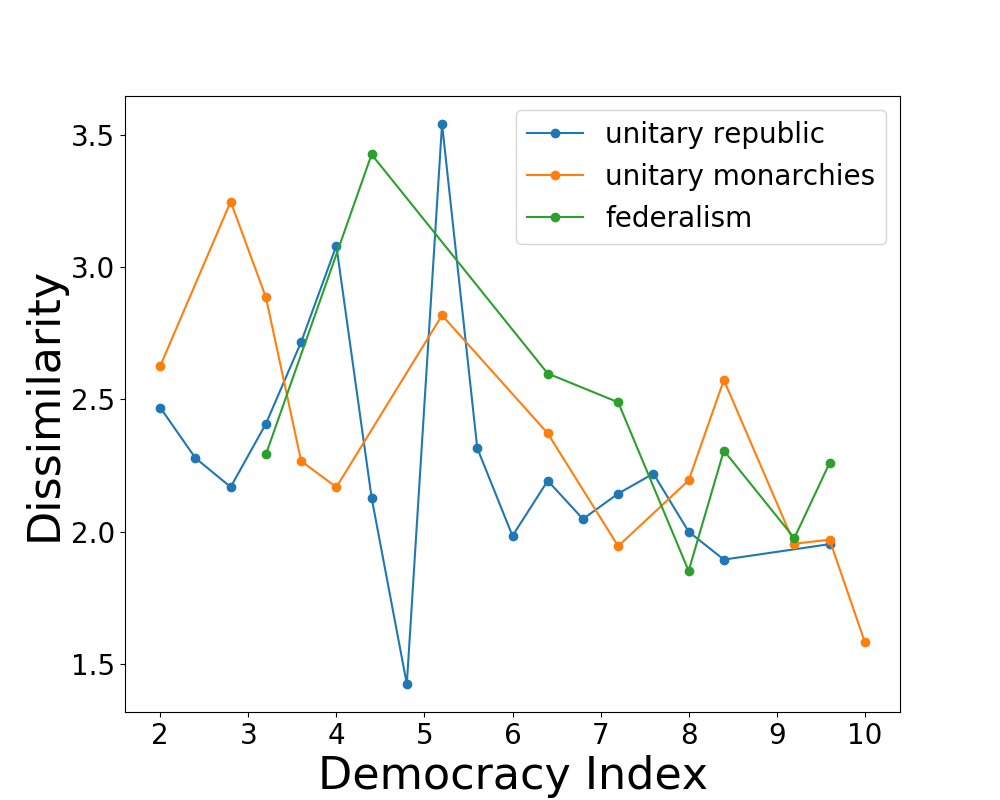 unitary republic
unitary monarchies
federalism
3.5
3.0
2.5
2.0
1.5
Dissimilarity
2 3 4 5 6 7 8 9 10
Democracy Index